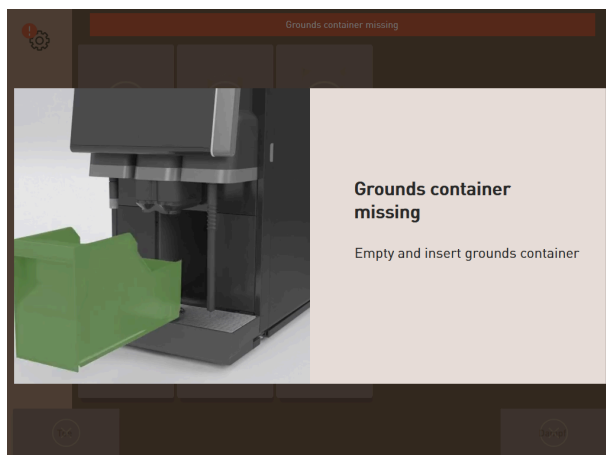 Grounds container missing
Grounds container
missing
Empty and insert grounds container